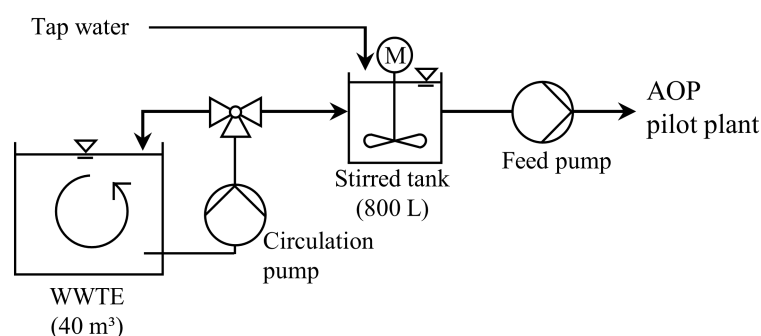 Tap water
M
AOP
pilot plant
Feed pump
Stirred tank
(800 L)
Circulation
pump
WWTE
(40 m³)